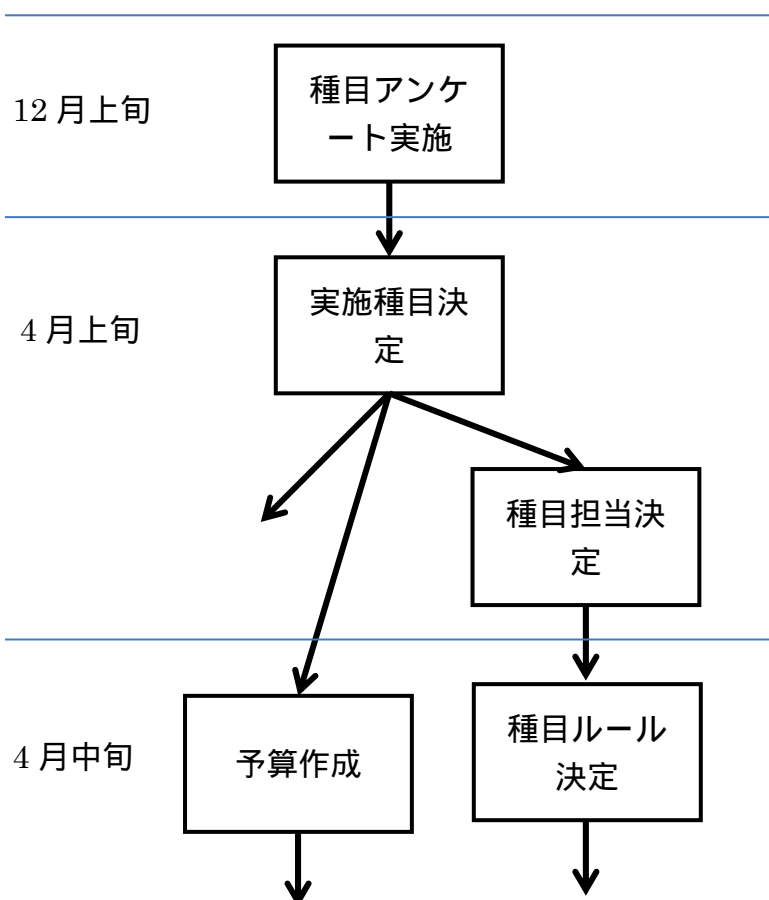 12 月上旬
種目アンケ
ート実施
4 月上旬
実施種目決
定
種目担当決
定
4 月中旬
予算作成
種目ルール
決定